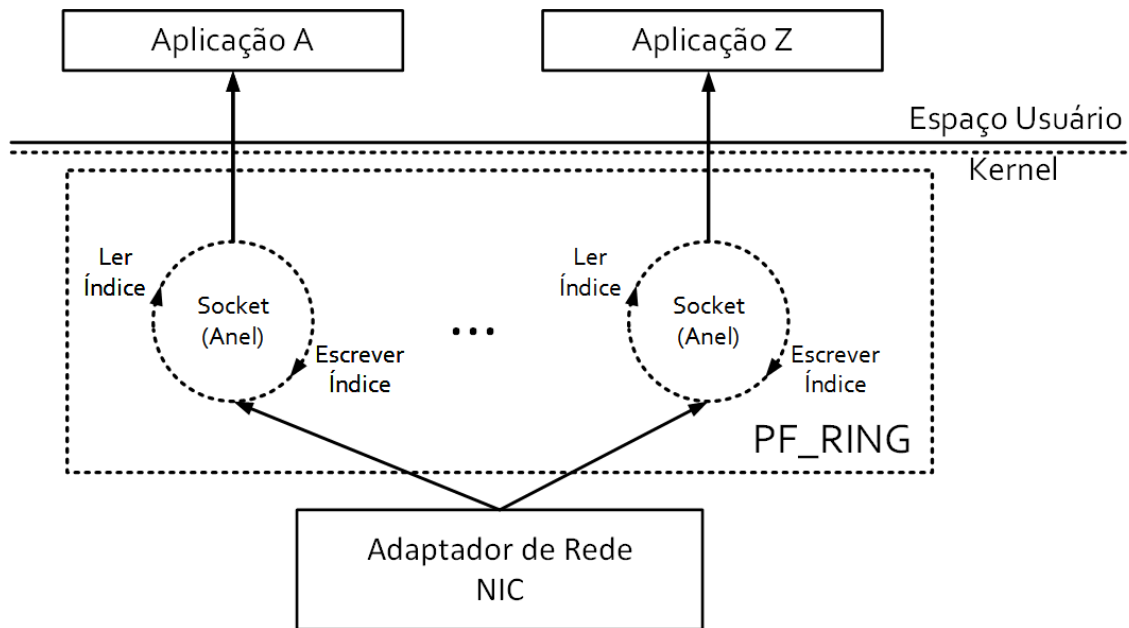 Aplicação A
Aplicação Z
Espaço Usuário
Kernel
Ler
Índice
Socket
(Anel)
Escrever
Índice
...
Ler
Índice
Socket
(Anel)
Escrever
Índice
PF_RING
Adaptador de Rede
NIC